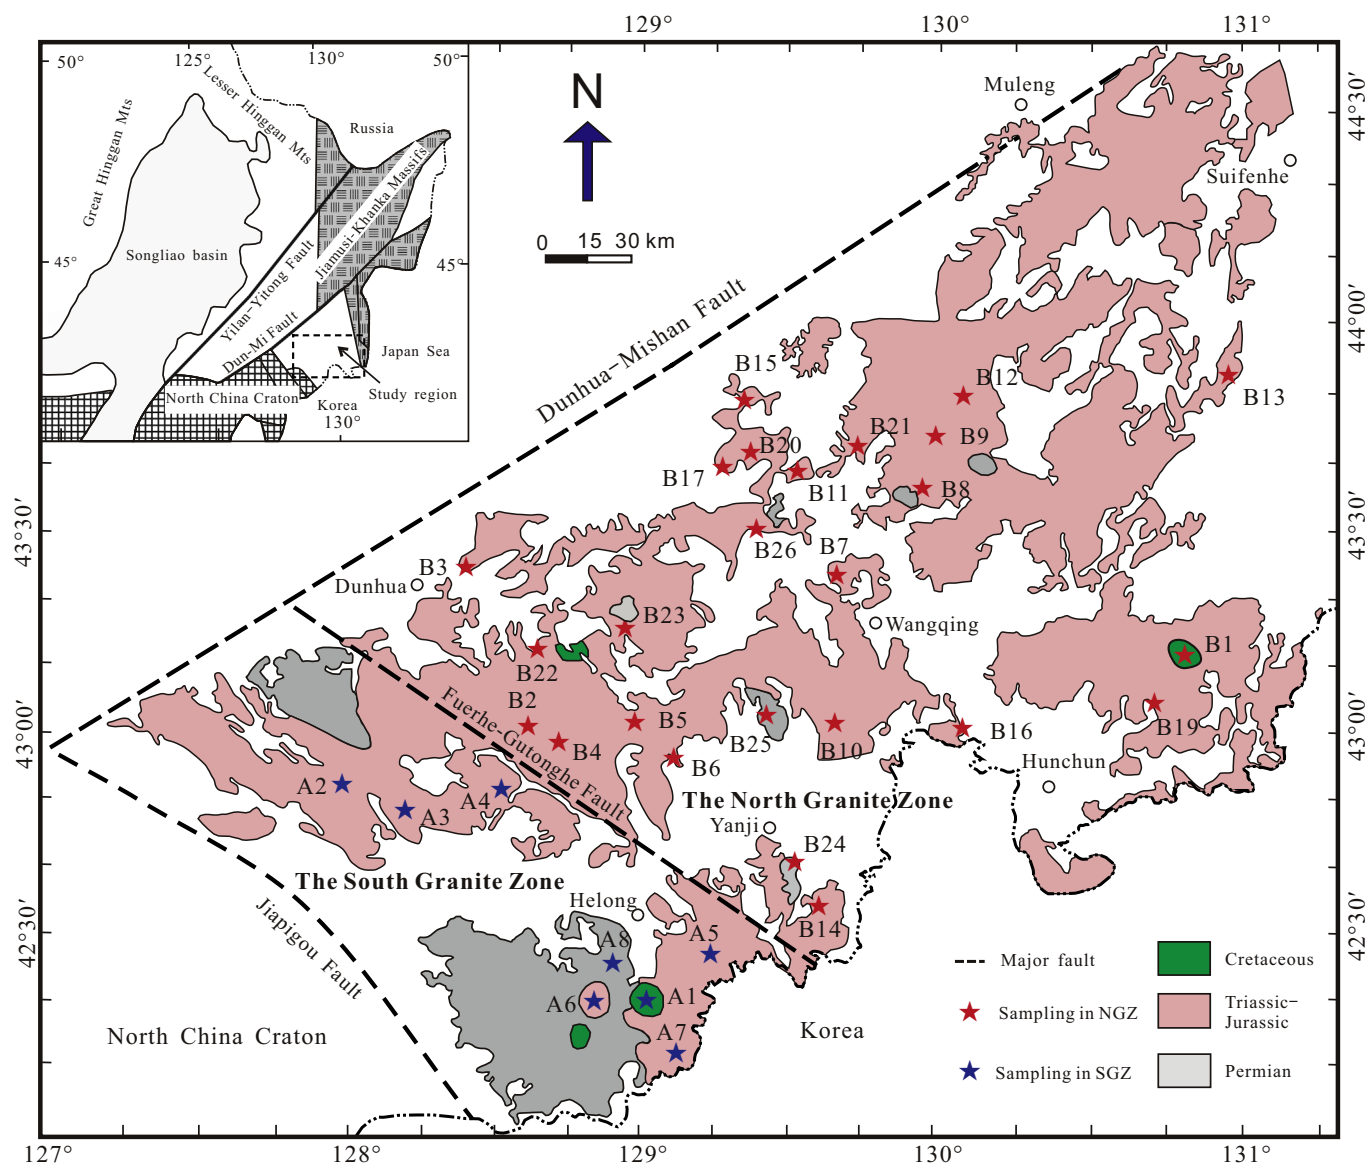 129°
130°
131°
50°
125°
130°
50°
Lesser Hinggan Mts
Great Hinggan Mts
Russia
Jiamusi-Khanka Massifs
Songliao basin
45°
45°
Yilan-Yitong Fault
Dun-Mi Fault
Japan Sea
North China Craton
Korea
Study region
130°
N
0 15 30 km
Muleng
Suifenhe
44°30′
44°00′
43°30′
43°00′
42°30′
43°30′
43°00′
42°30′
Dunhua-Mishan Fault
B15
B12
B13
B21
B20
B9
B17
B11
B8
B26
B7
B3
Dunhua
B23
Wangqing
B22
B1
Fuerhe-Gutonghe Fault
B2
B5
B4
B25
B10
B16
B19
B6
Hunchun
A2
A3
A4
The North Granite Zone
Yanji
B24
The South Granite Zone
Helong
B14
Jiapigou Fault
A8
A5
A6
A1
A7
North China Craton
Korea
Major fault
Sampling in NGZ
Sampling in SGZ
Cretaceous
Triassic-
Jurassic
Permian
127°
128°
129°
130°
131°